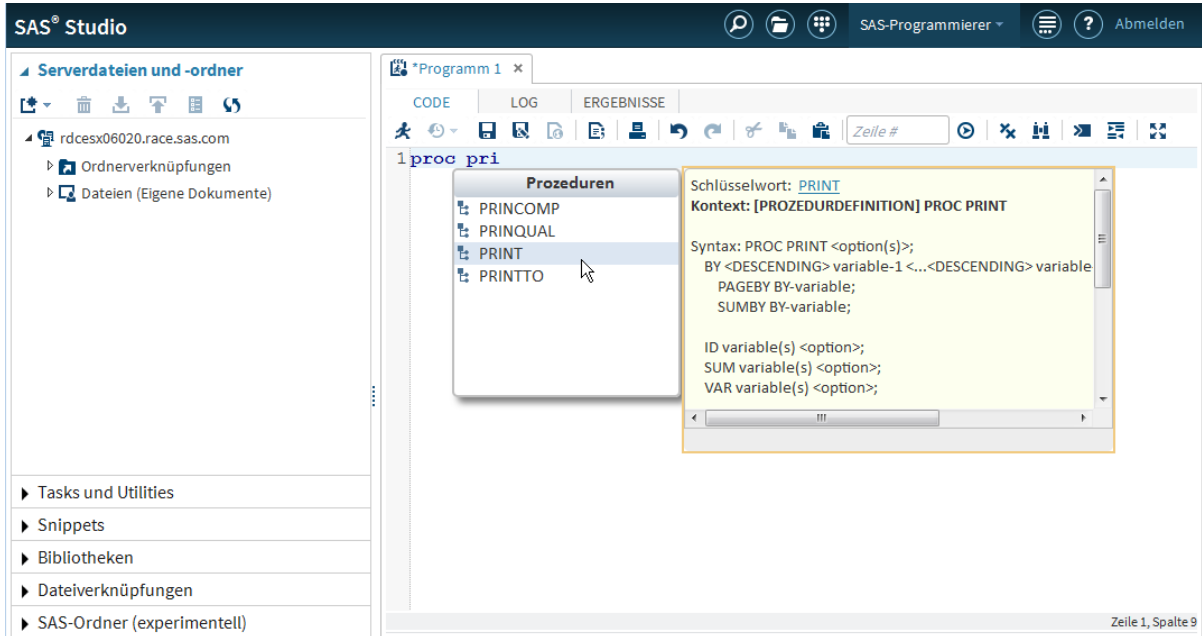 SAS® Studio
SAS-Programmierer
Abmelden
Serverdateien und -ordner
rdcesx06020.race.sas.com
Ordnerverknüpfungen
Dateien (Eigene Dokumente)
Tasks und Utilities
Snippets
Bibliotheken
Dateiverknüpfungen
SAS-Ordner (experimentell)
*Programm 1 ×
CODE LOG ERGEBNISSE
Zeile #
1 proc pri
Prozeduren
PRINCOMP
PRINQUAL
PRINT
PRINTTO
Schlüsselwort: PRINT
Kontext: [PROZEDURDEFINITION] PROC PRINT
Syntax: PROC PRINT <option(s)>;
BY <DESCENDING> variable-1 <...<DESCENDING> variable-
PAGEBY BY-variable;
SUMBY BY-variable;
ID variable(s) <option>;
SUM variable(s) <option>;
VAR variable(s) <option>;
Zeile 1, Spalte 9